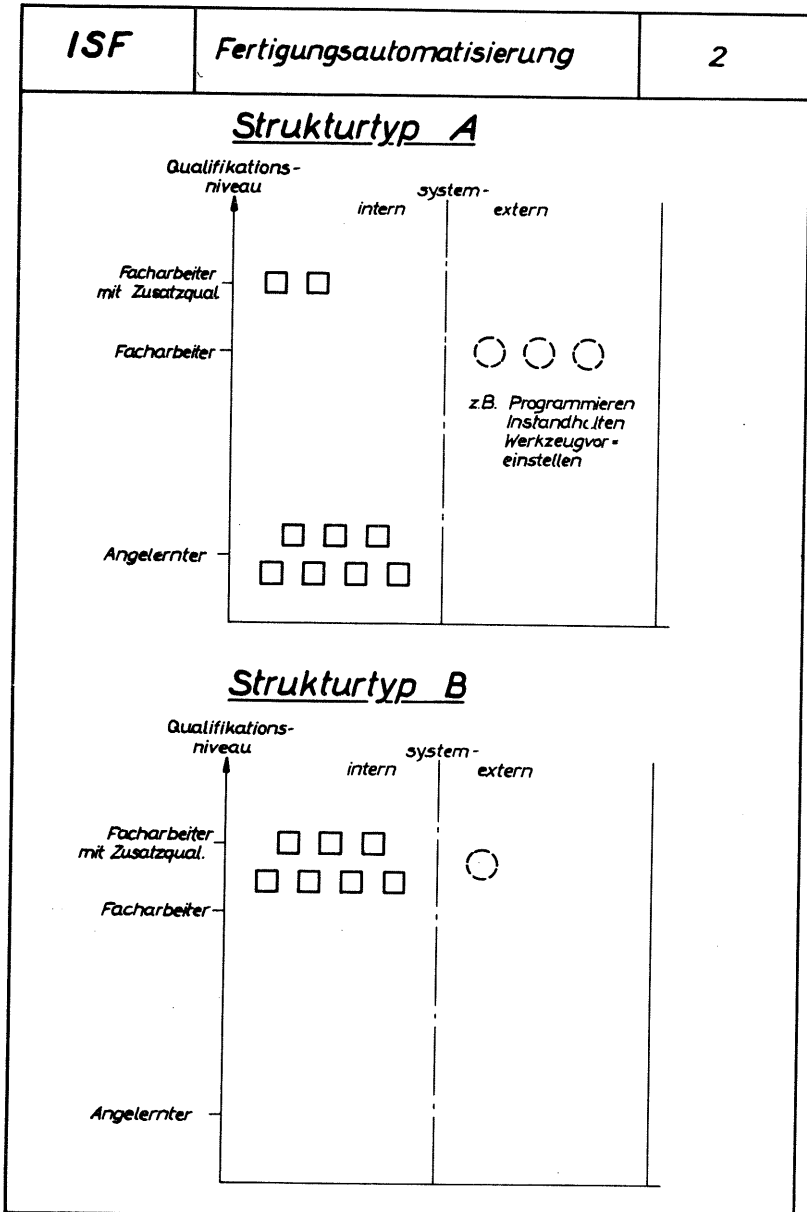 ISF
Fertigungsautomatisierung
2
Strukturtyp A
Qualifikations-
niveau
system-
intern
extern
Facharbeiter
mit Zusatzqual.
Facharbeiter
z.B. Programmieren
Instandhalten
Werkzeugvor-
einstellen
Angelernter
Strukturtyp B
Qualifikations-
niveau
system-
intern
extern
Facharbeiter
mit Zusatzqual.
Facharbeiter
Angelernter